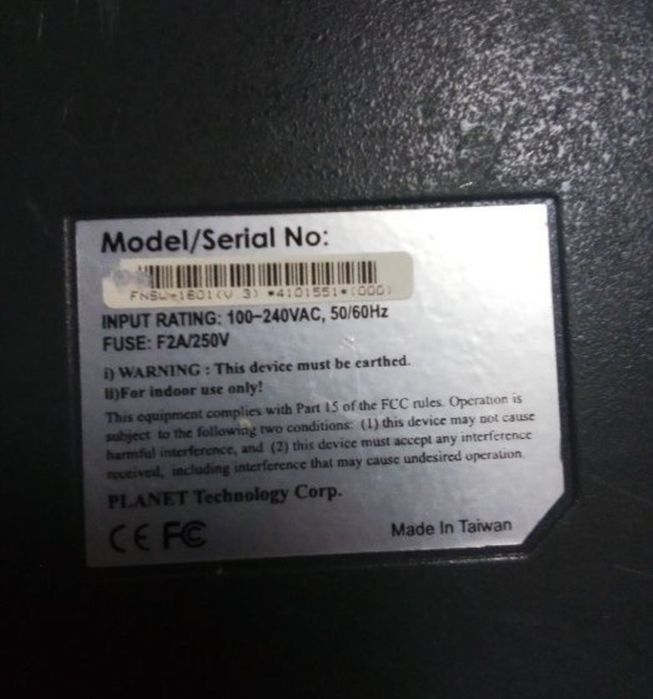 Model/Serial No:
FNSW-1601(V 3) *4101551*(000)
INPUT RATING: 100-240VAC, 50/60Hz
FUSE: F2A/250V
i) WARNING : This device must be earthed.
ii)For indoor use only!
This equipment complies with Part 15 of the FCC rules. Operation is
subject to the following two conditions: (1) this device may not cause
harmful interference, and (2) this device must accept any interference
received, including interference that may cause undesired operation.
PLANET Technology Corp.
CE FC
Made In Taiwan